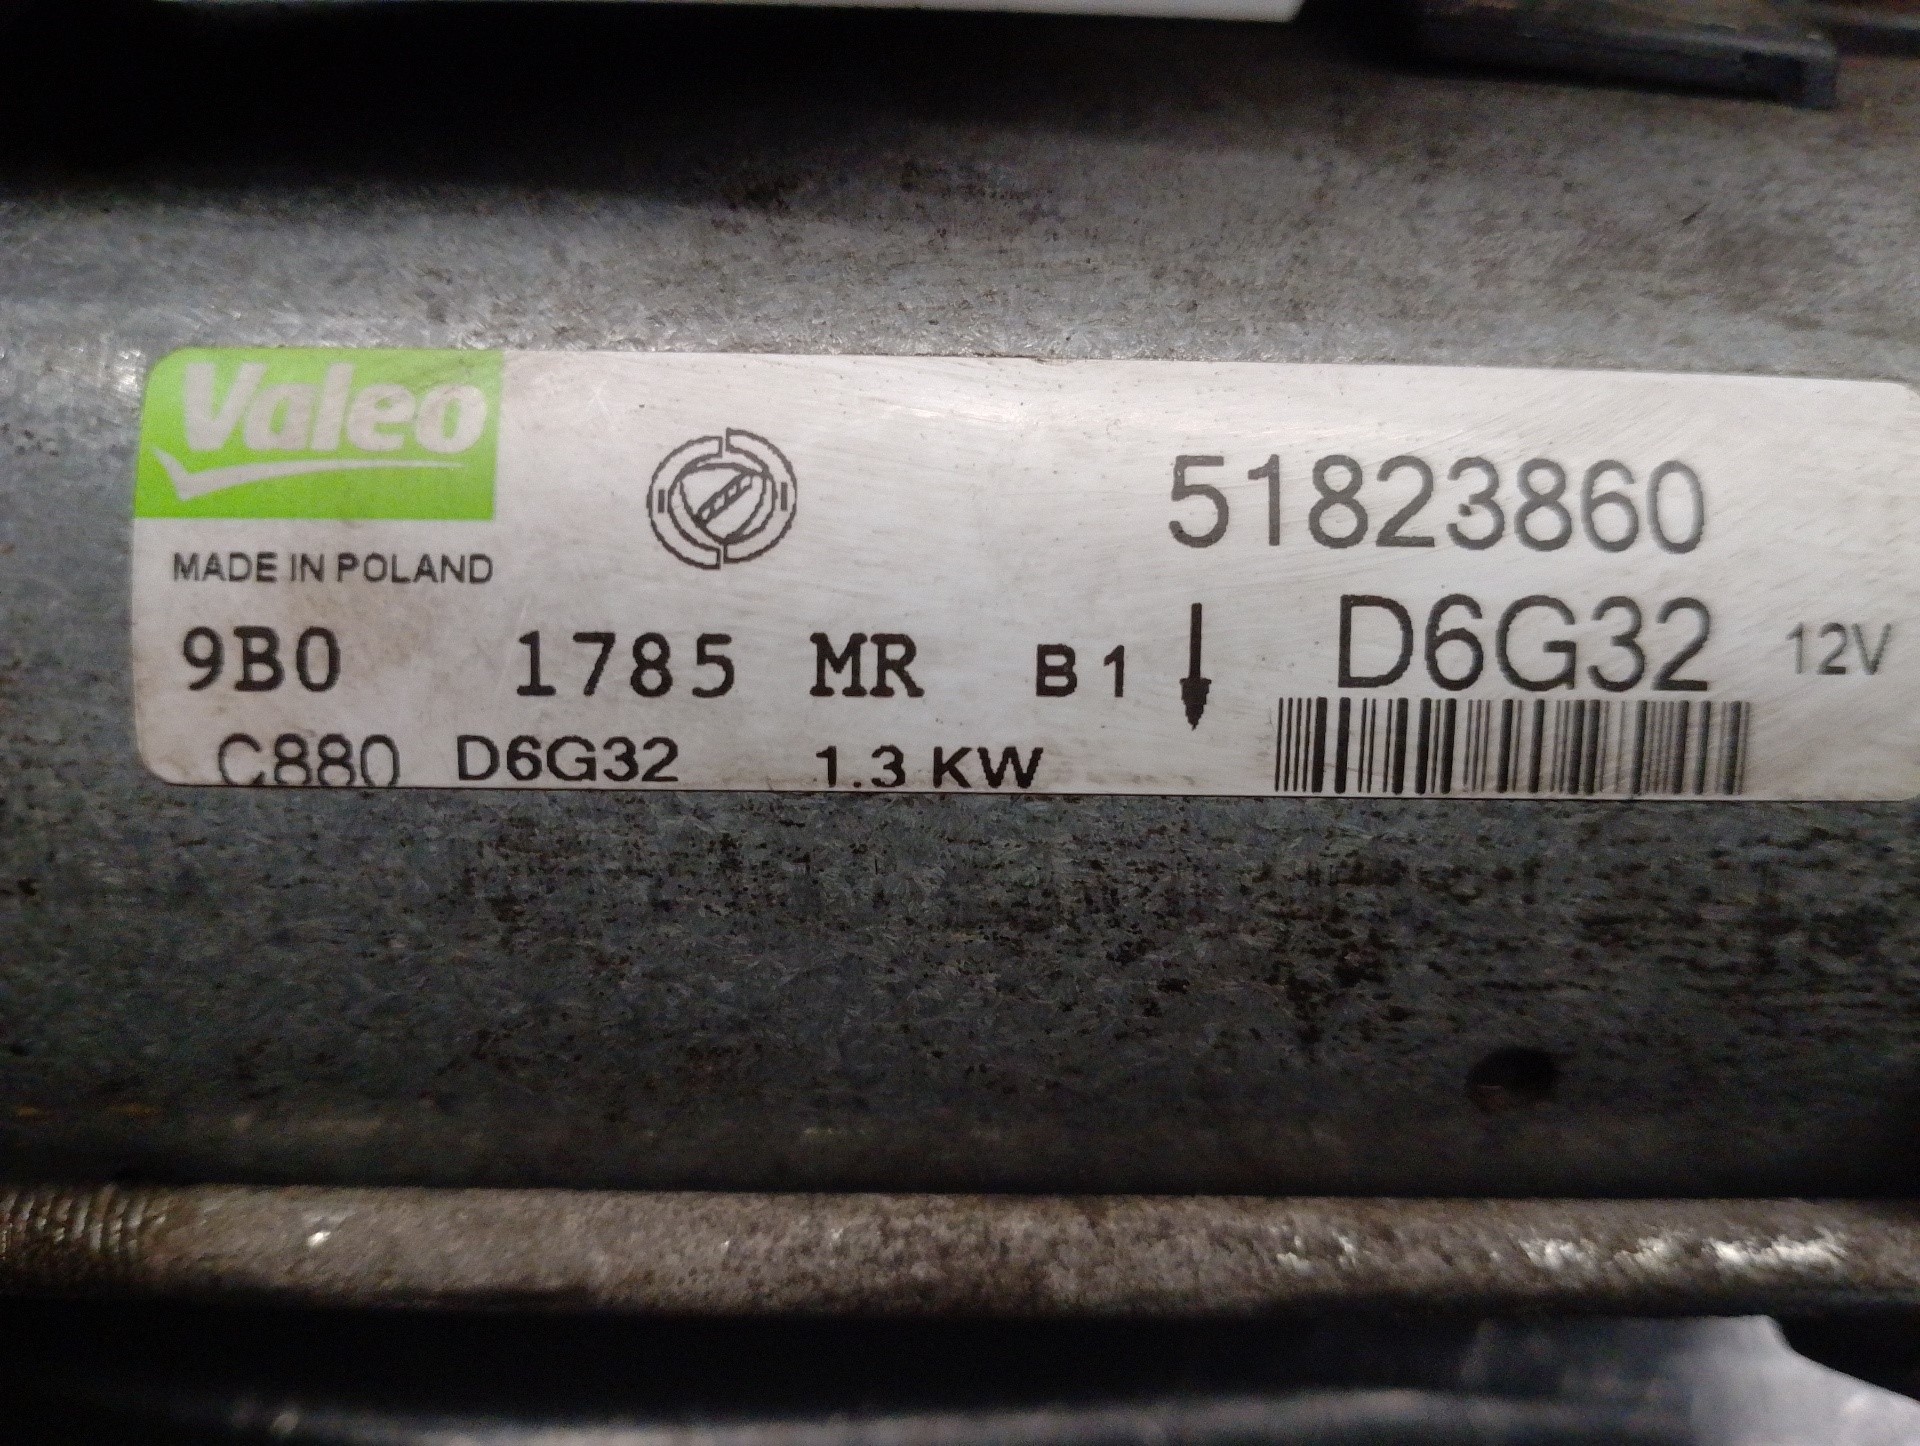 Valeo
MADE IN POLAND
51823860
D6G32 12V
9B0 1785 MR B1
C880 D6G32 1.3 KW